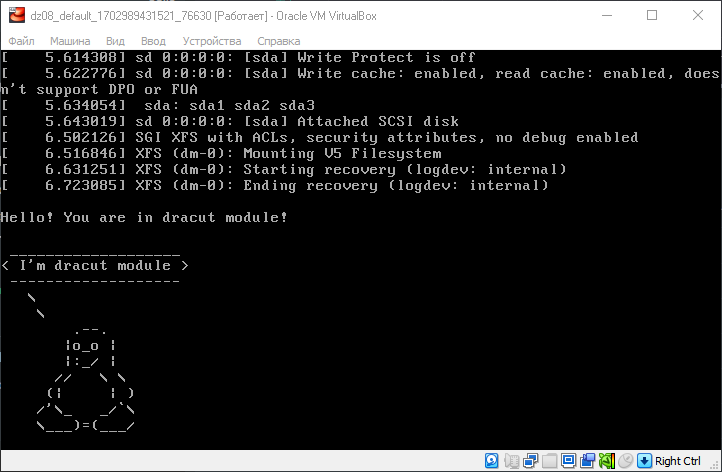 dz08_default_1702989431521_76630 [Работает] - Oracle VM VirtualBox
Файл Машина Вид Ввод Устройства Справка
[    5.614308] sd 0:0:0:0: [sda] Write Protect is off
[    5.622776] sd 0:0:0:0: [sda] Write cache: enabled, read cache: enabled, does
n't support DPO or FUA
[    5.634054]  sda: sda1 sda2 sda3
[    5.643019] sd 0:0:0:0: [sda] Attached SCSI disk
[    6.502126] SGI XFS with ACLs, security attributes, no debug enabled
[    6.516846] XFS (dm-0): Mounting V5 Filesystem
[    6.631251] XFS (dm-0): Starting recovery (logdev: internal)
[    6.723085] XFS (dm-0): Ending recovery (logdev: internal)
Hello! You are in dracut module!
< I'm dracut module >
Right Ctrl